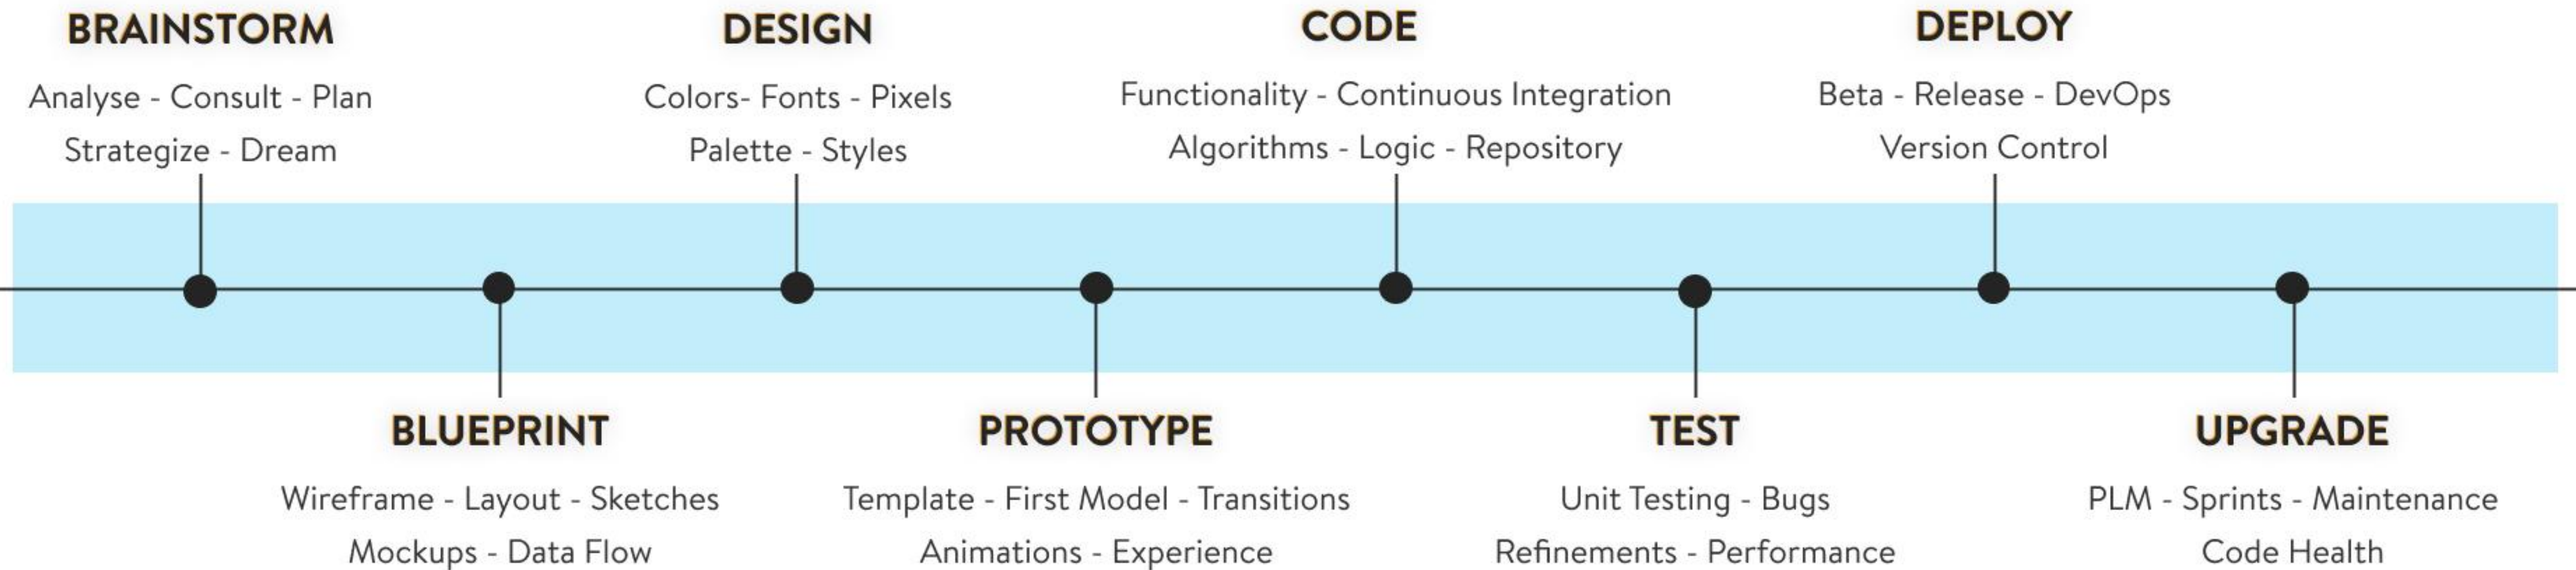 BRAINSTORM
Analyse - Consult - Plan
Strategize - Dream
BLUEPRINT
Wireframe - Layout - Sketches
Mockups - Data Flow
DESIGN
Colors- Fonts - Pixels
Palette - Styles
PROTOTYPE
Template - First Model - Transitions
Animations - Experience
CODE
Functionality - Continuous Integration
Algorithms - Logic - Repository
TEST
Unit Testing - Bugs
Refinements - Performance
DEPLOY
Beta - Release - DevOps
Version Control
UPGRADE
PLM - Sprints - Maintenance
Code Health